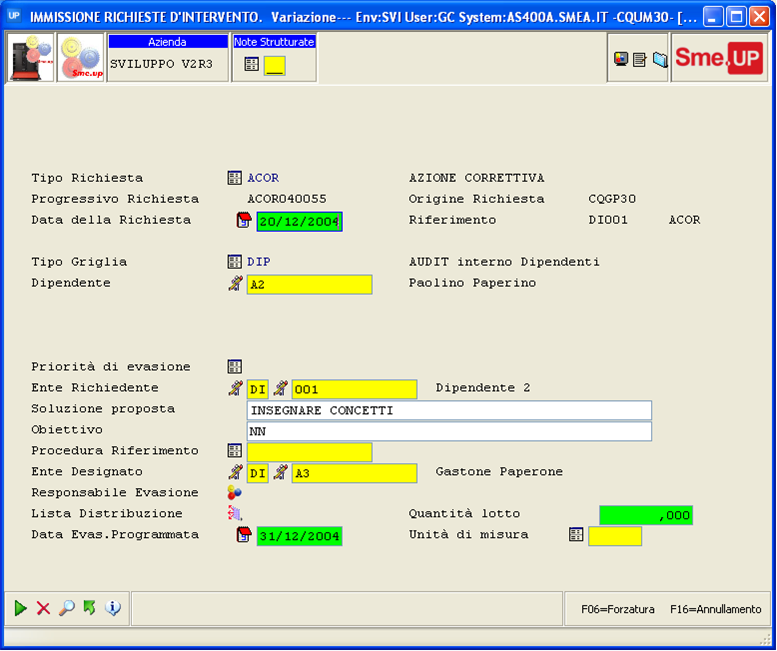 UP IMMISSIONE RICHIESTE D'INTERVENTO. Variazione--- Env:SVI User:GC System:AS400A.SMEA.IT -CQUM30- [...
Sme.up
Sme.up
Azienda
SVILUPPO V2R3
Note Strutturate
Sme.UP
Tipo Richiesta ACOR AZIONE CORRETTIVA
Progressivo Richiesta ACOR040055 Origine Richiesta CQGP30
Data della Richiesta 20/12/2004 Riferimento DI001 ACOR
Tipo Griglia DIP AUDIT interno Dipendenti
Dipendente A2 Paolino Paperino
Priorità di evasione
Ente Richiedente DI 001 Dipendente 2
Soluzione proposta INSEGNARE CONCETTI
Obiettivo NN
Procedura Riferimento
Ente Designato DI A3 Gastone Paperone
Responsabile Evasione
Lista Distribuzione Quantità lotto ,000
Data Evas.Programmata 31/12/2004 Unità di misura
F06=Forzatura F16=Annullamento